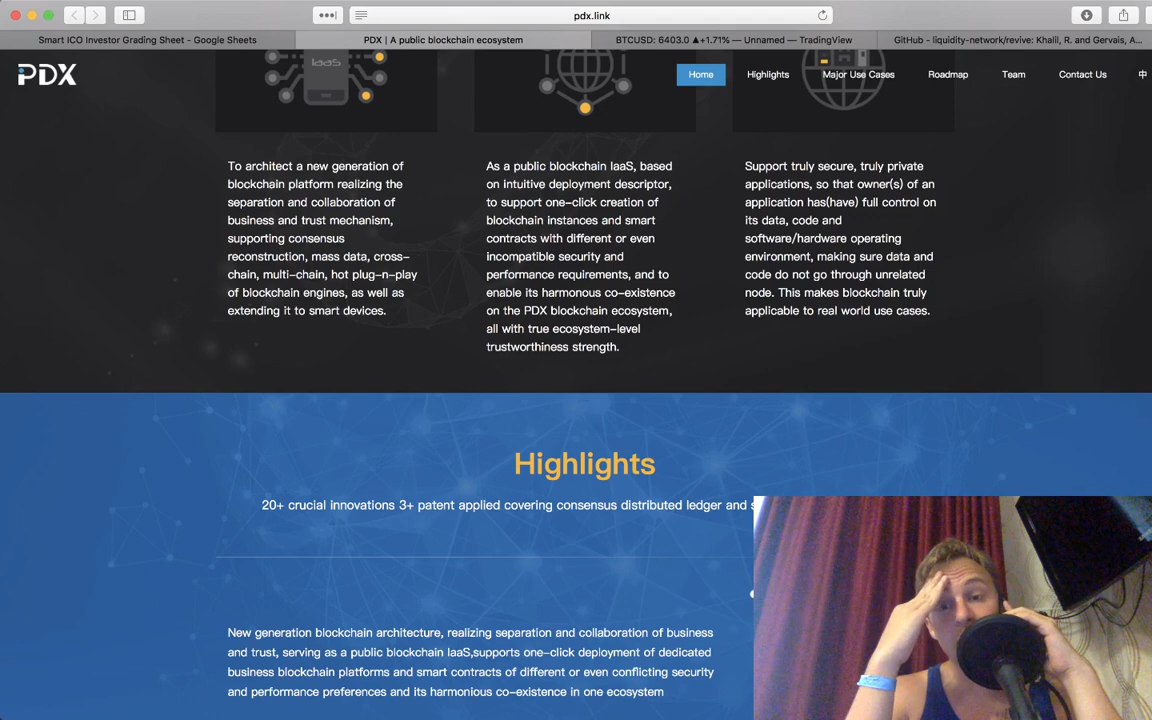 pdx.link
Smart ICO Investor Grading Sheet - Google Sheets
PDX | A public blockchain ecosystem
BTCUSD: 6403.0 ▲+1.71% — Unnamed — TradingView
GitHub - liquidity-network/revive: Khalil, R. and Gervais, A...
PDX
Home
Highlights
Major Use Cases
Roadmap
Team
Contact Us
中
IaaS
To architect a new generation of
blockchain platform realizing the
separation and collaboration of
business and trust mechanism,
supporting consensus
reconstruction, mass data, cross-
chain, multi-chain, hot plug-n-play
of blockchain engines, as well as
extending it to smart devices.
As a public blockchain IaaS, based
on intuitive deployment descriptor,
to support one-click creation of
blockchain instances and smart
contracts with different or even
incompatible security and
performance requirements, and to
enable its harmonous co-existence
on the PDX blockchain ecosystem,
all with true ecosystem-level
trustworthiness strength.
Support truly secure, truly private
applications, so that owner(s) of an
application has(have) full control on
its data, code and
software/hardware operating
environment, making sure data and
code do not go through unrelated
node. This makes blockchain truly
applicable to real world use cases.
Highlights
20+ crucial innovations 3+ patent applied covering consensus distributed ledger and
New generation blockchain architecture, realizing separation and collaboration of business
and trust, serving as a public blockchain IaaS,supports one-click deployment of dedicated
business blockchain platforms and smart contracts of different or even conflicting security
and performance preferences and its harmonious co-existence in one ecosystem